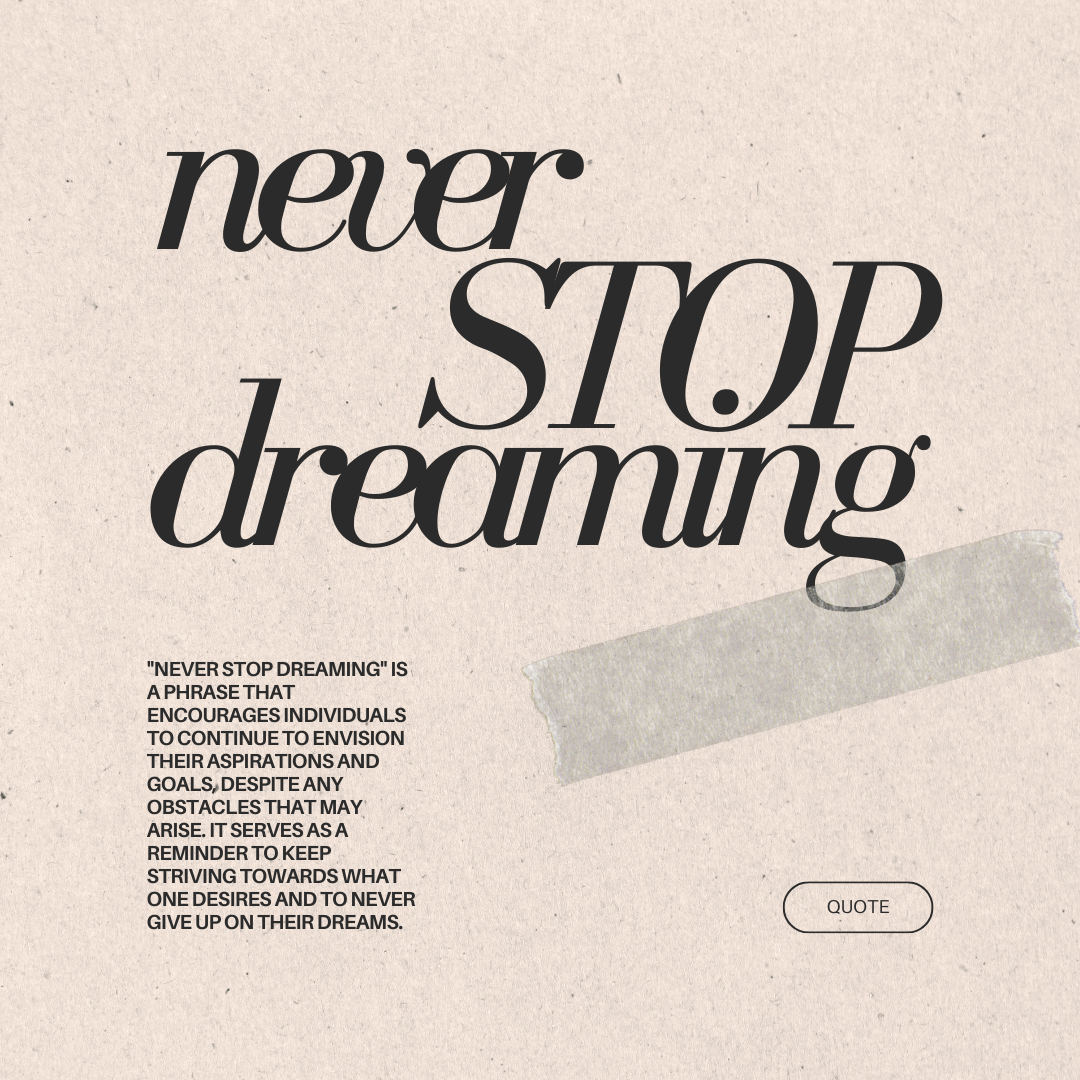 never
STOP
dreaming
"NEVER STOP DREAMING" IS
A PHRASE THAT
ENCOURAGES INDIVIDUALS
TO CONTINUE TO ENVISION
THEIR ASPIRATIONS AND
GOALS, DESPITE ANY
OBSTACLES THAT MAY
ARISE. IT SERVES AS A
REMINDER TO KEEP
STRIVING TOWARDS WHAT
ONE DESIRES AND TO NEVER
GIVE UP ON THEIR DREAMS.
QUOTE